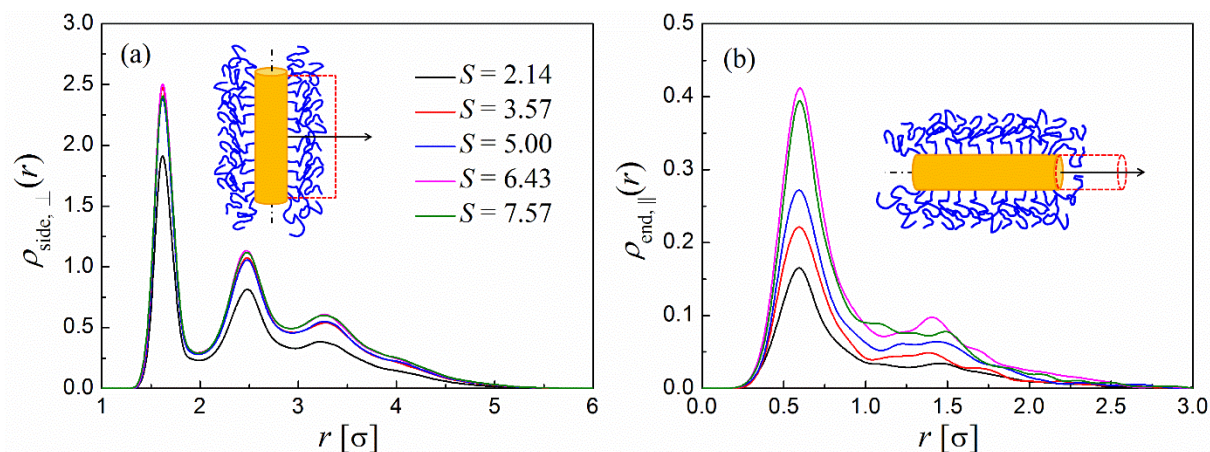 (a)
S = 2.14
S = 3.57
S = 5.00
S = 6.43
S = 7.57
ρside,⊥(r)
3.0
2.5
2.0
1.5
1.0
0.5
0.0
1 2 3 4 5 6
r [σ]
(b)
ρend,||(r)
0.5
0.4
0.3
0.2
0.1
0.0
0.0 0.5 1.0 1.5 2.0 2.5 3.0
r [σ]